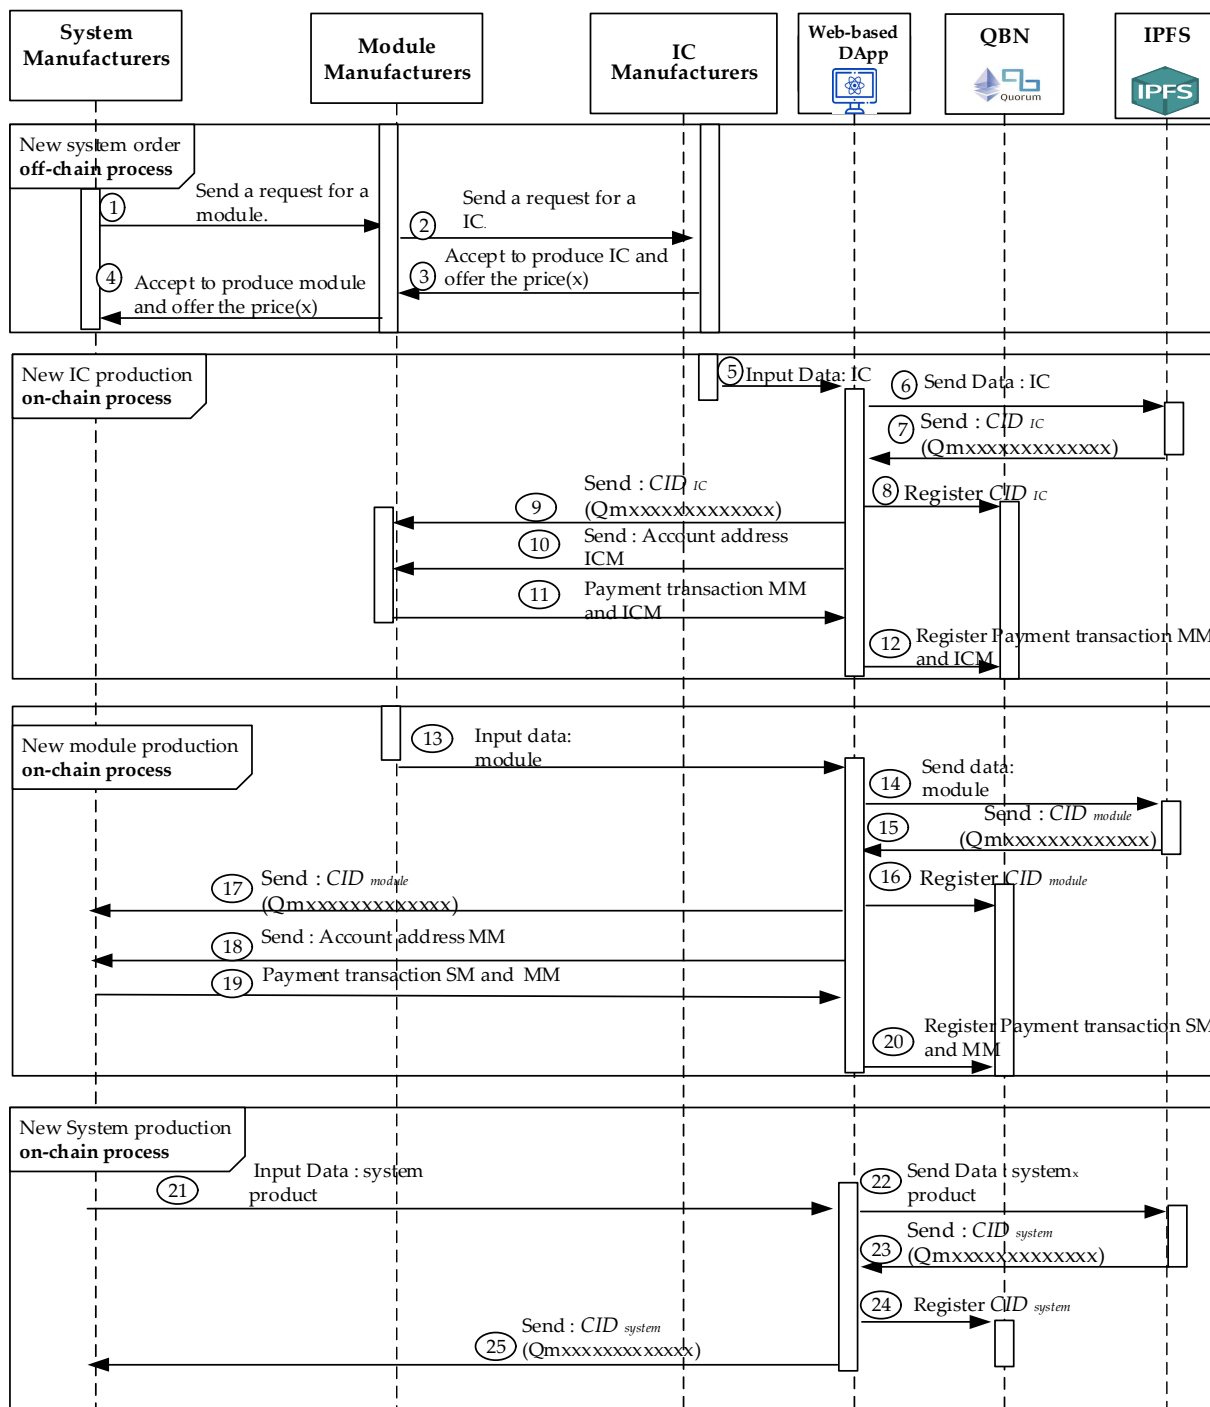 System
Manufacturers
Module
Manufacturers
IC
Manufacturers
Web-based
DApp
QBN
Quorum
IPFS
IPFS
New system order
off-chain process
1
Send a request for a
module.
2
Send a request for a
IC.
3
Accept to produce IC and
offer the price(x)
4
Accept to produce module
and offer the price(x)
New IC production
on-chain process
5
Input Data: IC
6
Send Data : IC
7
Send : CID IC
(Qmxxxxxxxxxxxxx)
8
Register CID IC
9
Send : CID IC
(Qmxxxxxxxxxxxxx)
10
Send : Account address
ICM
11
Payment transaction MM
and ICM
12
Register Payment transaction MM
and ICM
New module production
on-chain process
13
Input data:
module
14
Send data:
module
15
Send : CID module
(Qmxxxxxxxxxxxxx)
16
Register CID module
17
Send : CID module
(Qmxxxxxxxxxxxxx)
18
Send : Account address MM
19
Payment transaction SM and MM
20
Register Payment transaction SM
and MM
New System production
on-chain process
21
Input Data : system
product
22
Send Data : systemx
product
23
Send : CID system
(Qmxxxxxxxxxxxxx)
24
Register CID system
25
Send : CID system
(Qmxxxxxxxxxxxxx)